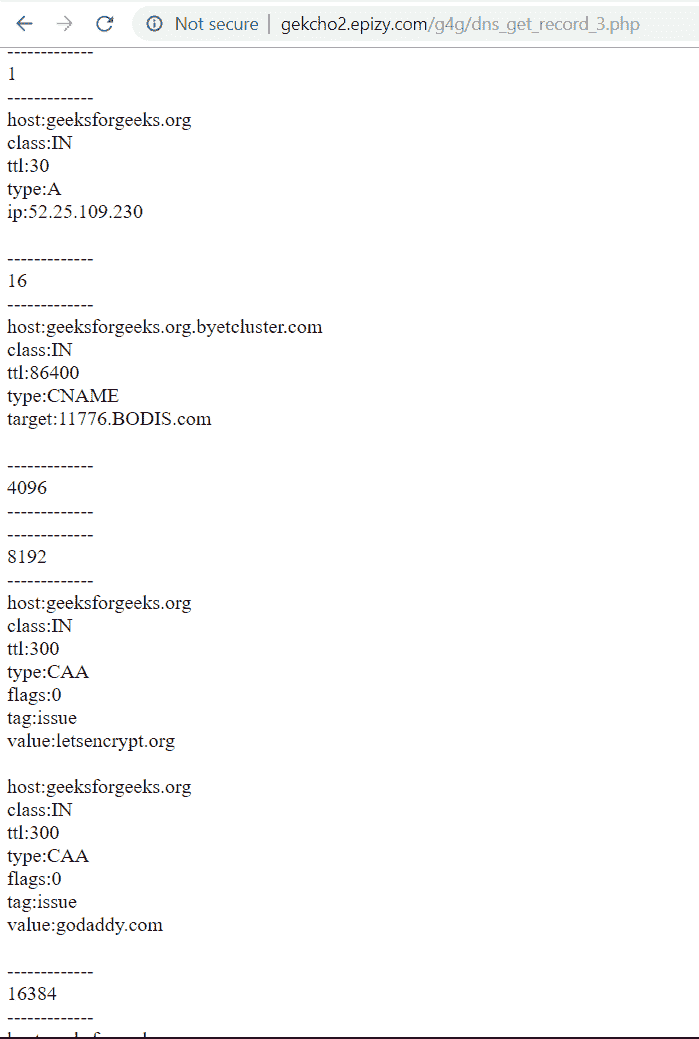 Not secure | gekcho2.epizy.com/g4g/dns_get_record_3.php
-------------
1
-------------
host:geeksforgeeks.org
class:IN
ttl:30
type:A
ip:52.25.109.230
-------------
16
-------------
host:geeksforgeeks.org.byetcluster.com
class:IN
ttl:86400
type:CNAME
target:11776.BODIS.com
-------------
4096
-------------
-------------
8192
-------------
host:geeksforgeeks.org
class:IN
ttl:300
type:CAA
flags:0
tag:issue
value:letsencrypt.org
host:geeksforgeeks.org
class:IN
ttl:300
type:CAA
flags:0
tag:issue
value:godaddy.com
-------------
16384
-------------